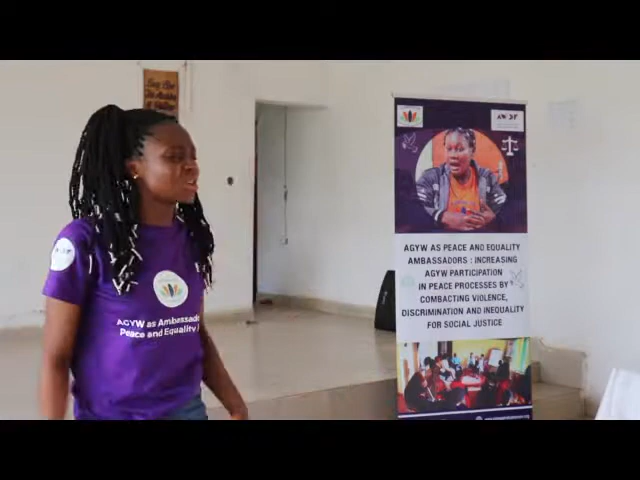 AWDF
AGYW AS PEACE AND EQUALITY
AMBASSADORS : INCREASING
AGYW PARTICIPATION
IN PEACE PROCESSES BY
COMBACTING VIOLENCE,
DISCRIMINATION AND INEQUALITY
FOR SOCIAL JUSTICE
AGYW as Ambassado
Peace and Equality